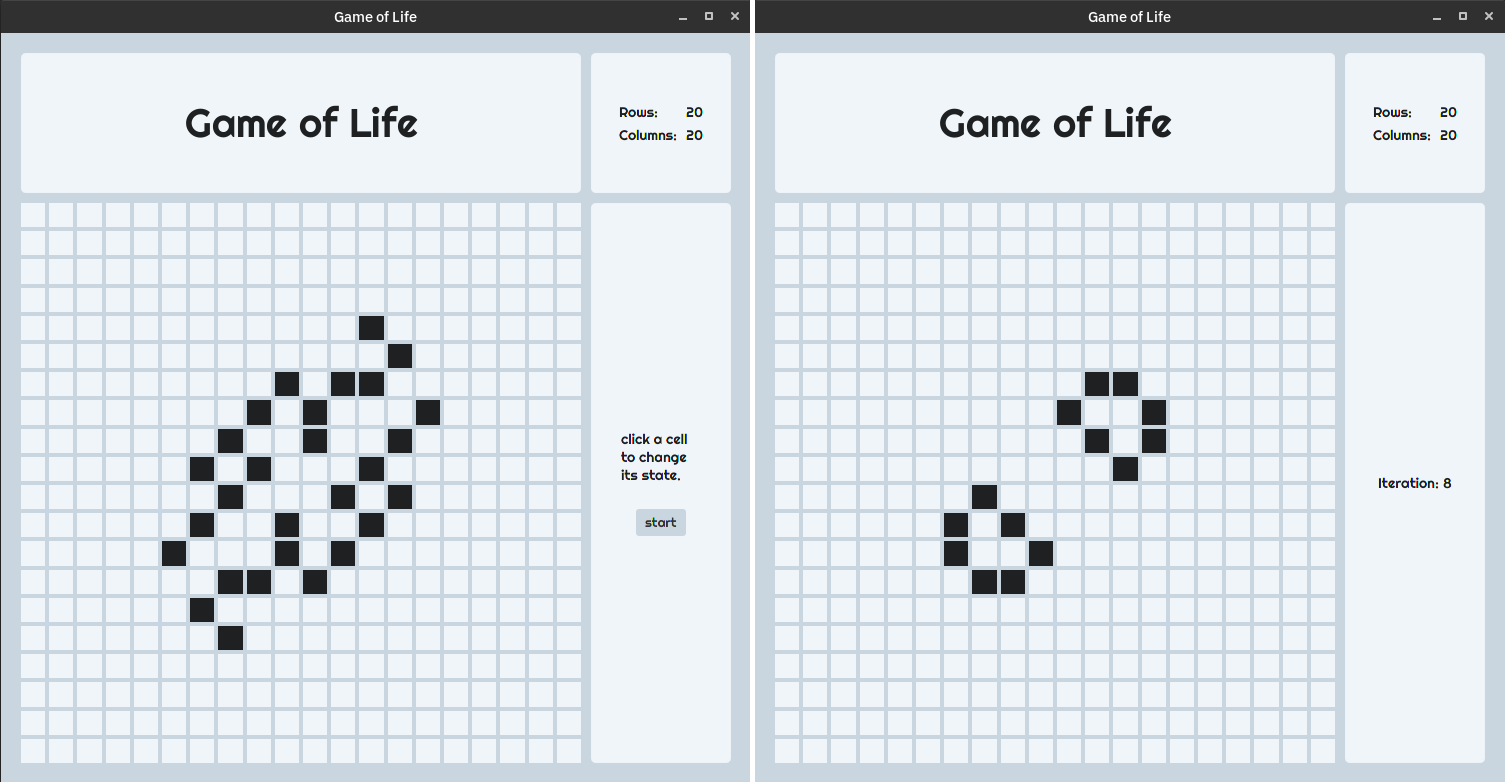 Game of Life
Game of Life
Rows: 20
Columns: 20
click a cell
to change
its state.
start
Game of Life
Game of Life
Rows: 20
Columns: 20
Iteration: 8